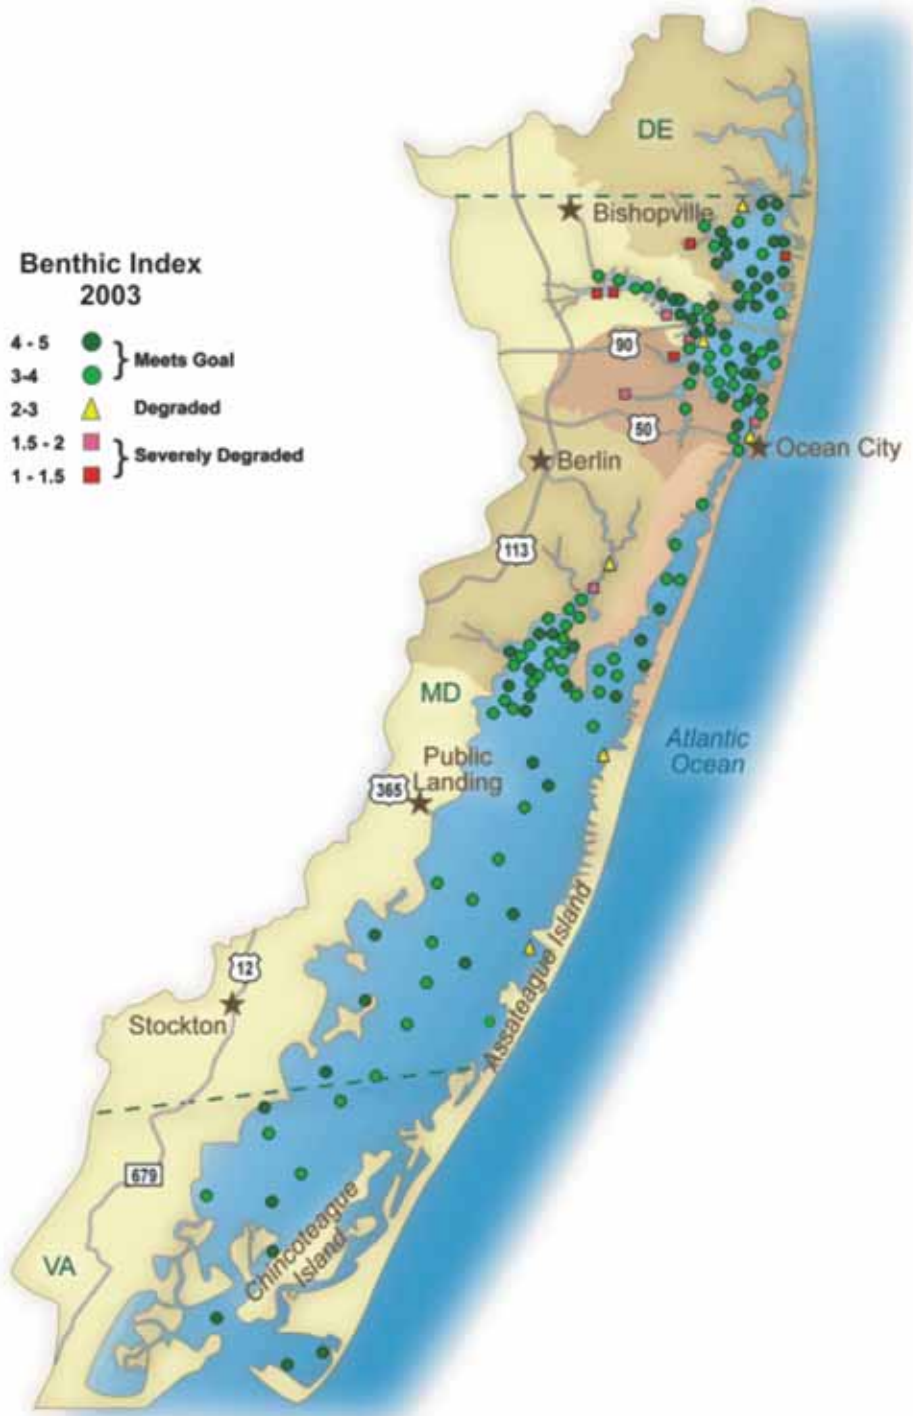 DE
Bishopville
Benthic Index
2003
4 - 5
Meets Goal
3-4
2-3
Degraded
1.5 - 2
Severely Degraded
1 - 1.5
90
50
Ocean City
Berlin
113
MD
Atlantic
Ocean
Public
Landing
365
Assateague Island
12
Stockton
679
Chincoteague
Island
VA